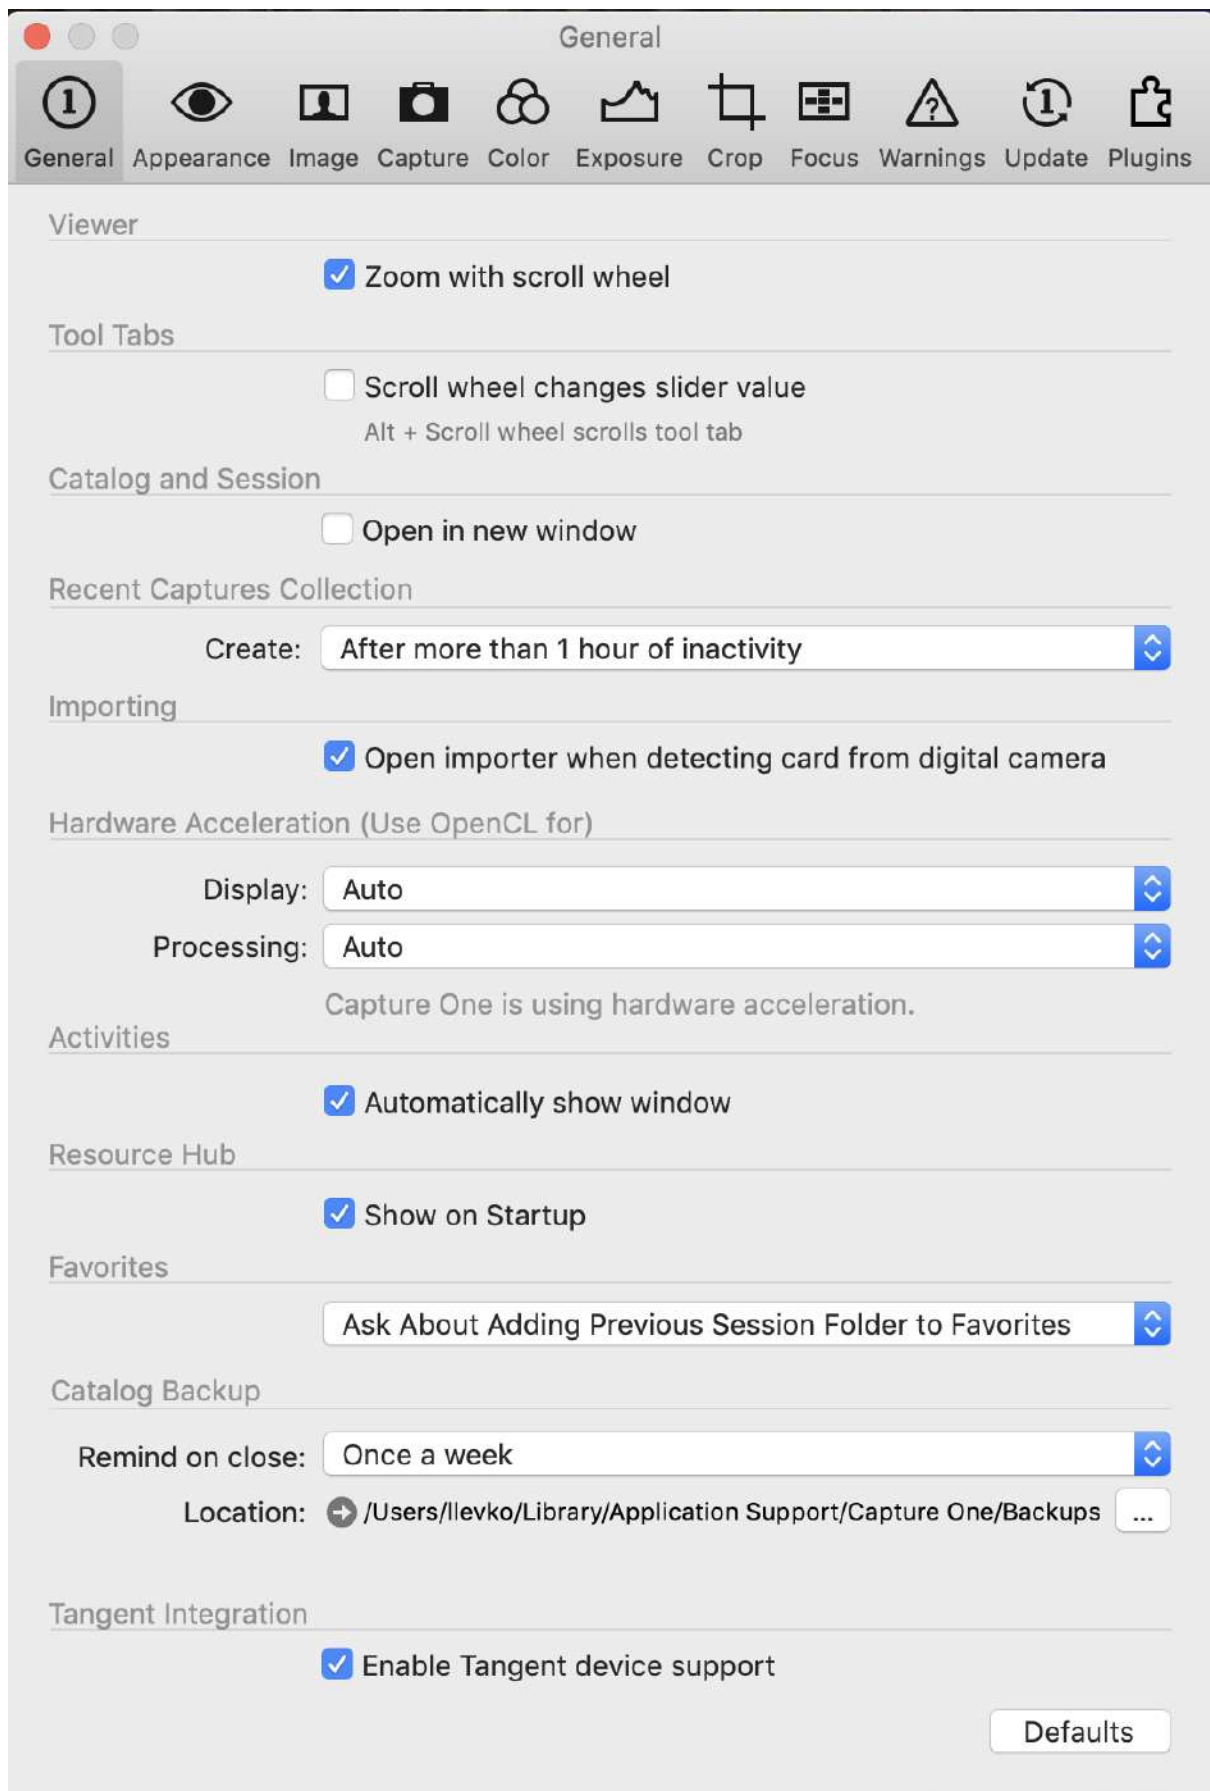 General
General Appearance Image Capture Color Exposure Crop Focus Warnings Update Plugins
Viewer
Zoom with scroll wheel
Tool Tabs
Scroll wheel changes slider value
Alt + Scroll wheel scrolls tool tab
Catalog and Session
Open in new window
Recent Captures Collection
Create: After more than 1 hour of inactivity
Importing
Open importer when detecting card from digital camera
Hardware Acceleration (Use OpenCL for)
Display: Auto
Processing: Auto
Capture One is using hardware acceleration.
Activities
Automatically show window
Resource Hub
Show on Startup
Favorites
Ask About Adding Previous Session Folder to Favorites
Catalog Backup
Remind on close: Once a week
Location: /Users/llevko/Library/Application Support/Capture One/Backups ...
Tangent Integration
Enable Tangent device support
Defaults